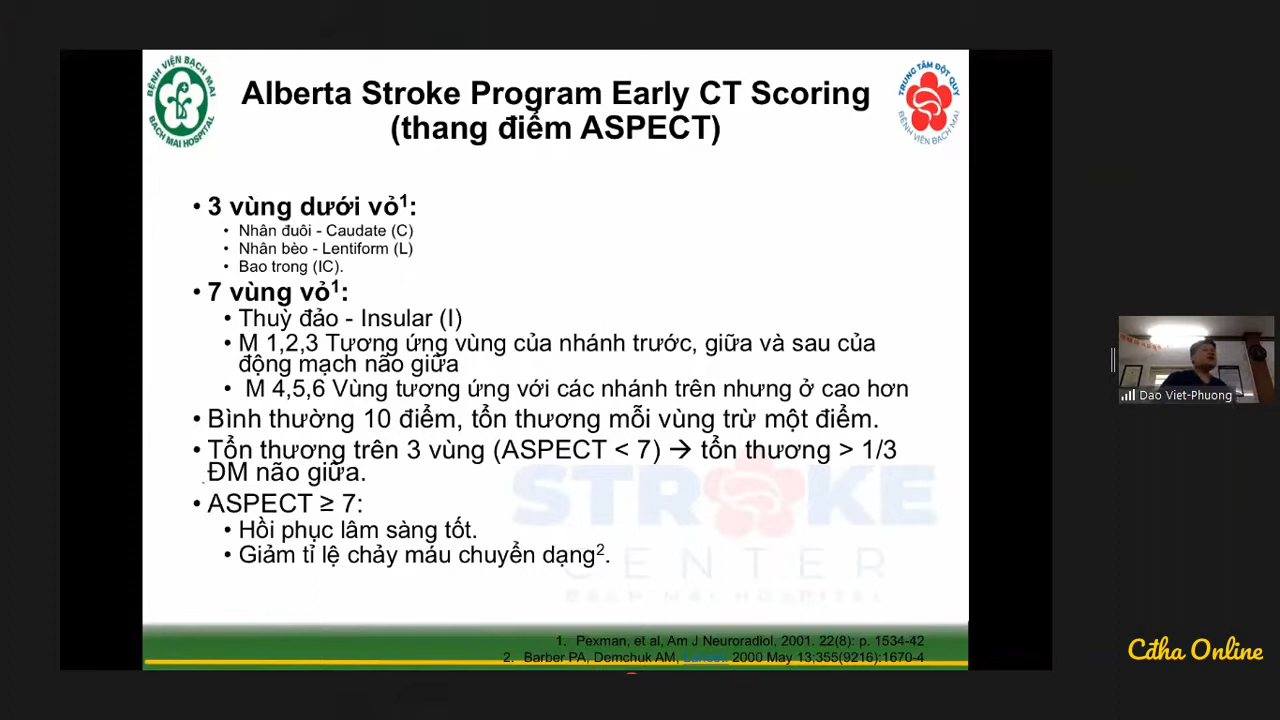 BỆNH VIỆN BẠCH MAI
BACH MAI HOSPITAL
Alberta Stroke Program Early CT Scoring
(thang điểm ASPECT)
TRUNG TÂM ĐỘT QUỴ
BỆNH VIỆN BẠCH MAI
• 3 vùng dưới vỏ1:
• Nhân đuôi - Caudate (C)
• Nhân bèo - Lentiform (L)
• Bao trong (IC).
• 7 vùng vỏ1:
• Thuỳ đảo - Insular (I)
• M 1,2,3 Tương ứng vùng của nhánh trước, giữa và sau của
động mạch não giữa
• M 4,5,6 Vùng tương ứng với các nhánh trên nhưng ở cao hơn
• Bình thường 10 điểm, tổn thương mỗi vùng trừ một điểm.
• Tổn thương trên 3 vùng (ASPECT < 7) → tổn thương > 1/3
ĐM não giữa.
• ASPECT ≥ 7:
• Hồi phục lâm sàng tốt.
• Giảm tỉ lệ chảy máu chuyển dạng2.
STROKE
CENTER
BACH MAI HOSPITAL
1. Pexman, et al, Am J Neuroradiol, 2001. 22(8): p. 1534-42
2. Barber PA, Demchuk AM, Lancet. 2000 May 13;355(9216):1670-4
Dao Viet-Phuong
Cđha Online